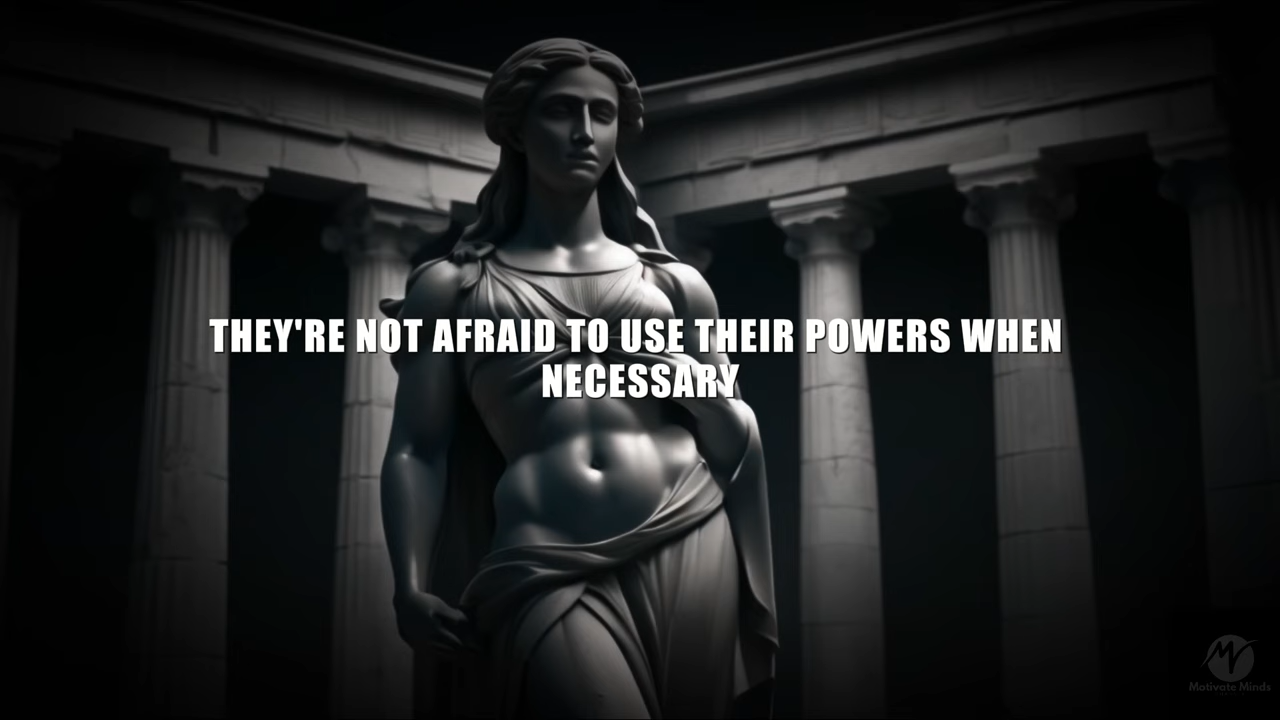 THEY'RE NOT AFRAID TO USE THEIR POWERS WHEN
NECESSARY
Motivate Minds